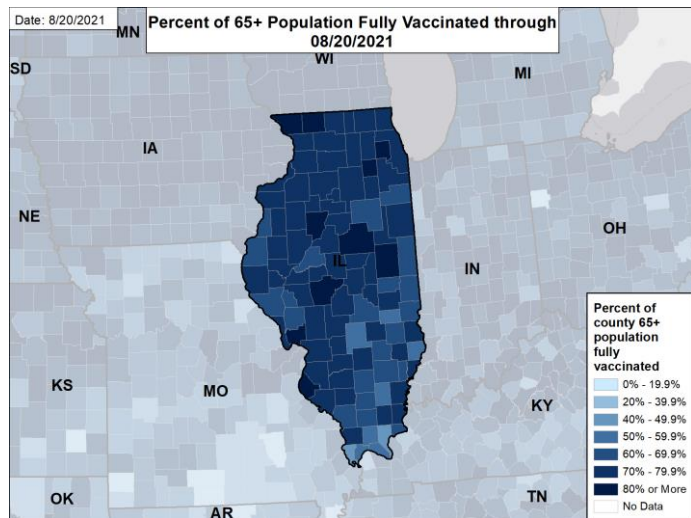 Date: 8/20/2021
Percent of 65+ Population Fully Vaccinated through
08/20/2021
MN
SD
WI
MI
IA
NE
OH
IL
IN
KS
MO
KY
OK
AR
TN
Percent of
county 65+
population
fully
vaccinated
0% - 19.9%
20% - 39.9%
40% - 49.9%
50% - 59.9%
60% - 69.9%
70% - 79.9%
80% or More
No Data